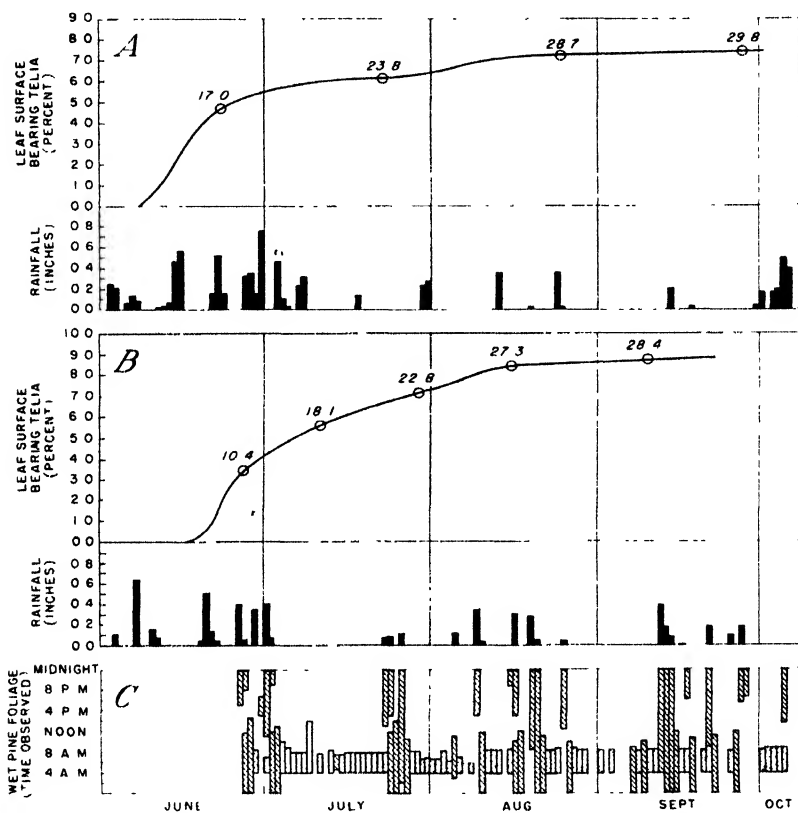 LEAF SURFACE
BEARING TELIA
(PERCENT)
A
9 0
8 0
7 0
6 0
5 0
4 0
3 0
2 0
1 0
0 0
17 0
23 8
28 7
29 8
RAINFALL
(INCHES)
0 8
0 6
0 4
0 2
0 0
LEAF SURFACE
BEARING TELIA
(PERCENT)
B
10 0
9 0
8 0
7 0
6 0
5 0
4 0
3 0
2 0
1 0
0 0
10 4
18 1
22 8
27 3
28 4
RAINFALL
(INCHES)
0 8
0 6
0 4
0 2
0 0
WET PINE FOLIAGE
(TIME OBSERVED)
C
MIDNIGHT
8 P M
4 P M
NOON
8 A M
4 A M
JUNE
JULY
AUG
SEPT
OCT